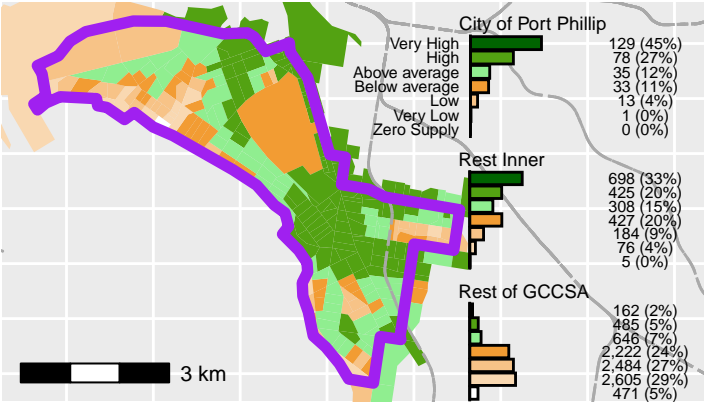 City of Port Phillip
Very High 129 (45%)
High 78 (27%)
Above average 35 (12%)
Below average 33 (11%)
Low 13 (4%)
Very Low 1 (0%)
Zero Supply 0 (0%)
Rest Inner
698 (33%)
425 (20%)
308 (15%)
427 (20%)
184 (9%)
76 (4%)
5 (0%)
Rest of GCCSA
162 (2%)
485 (5%)
646 (7%)
2,222 (24%)
2,484 (27%)
2,605 (29%)
471 (5%)
3 km